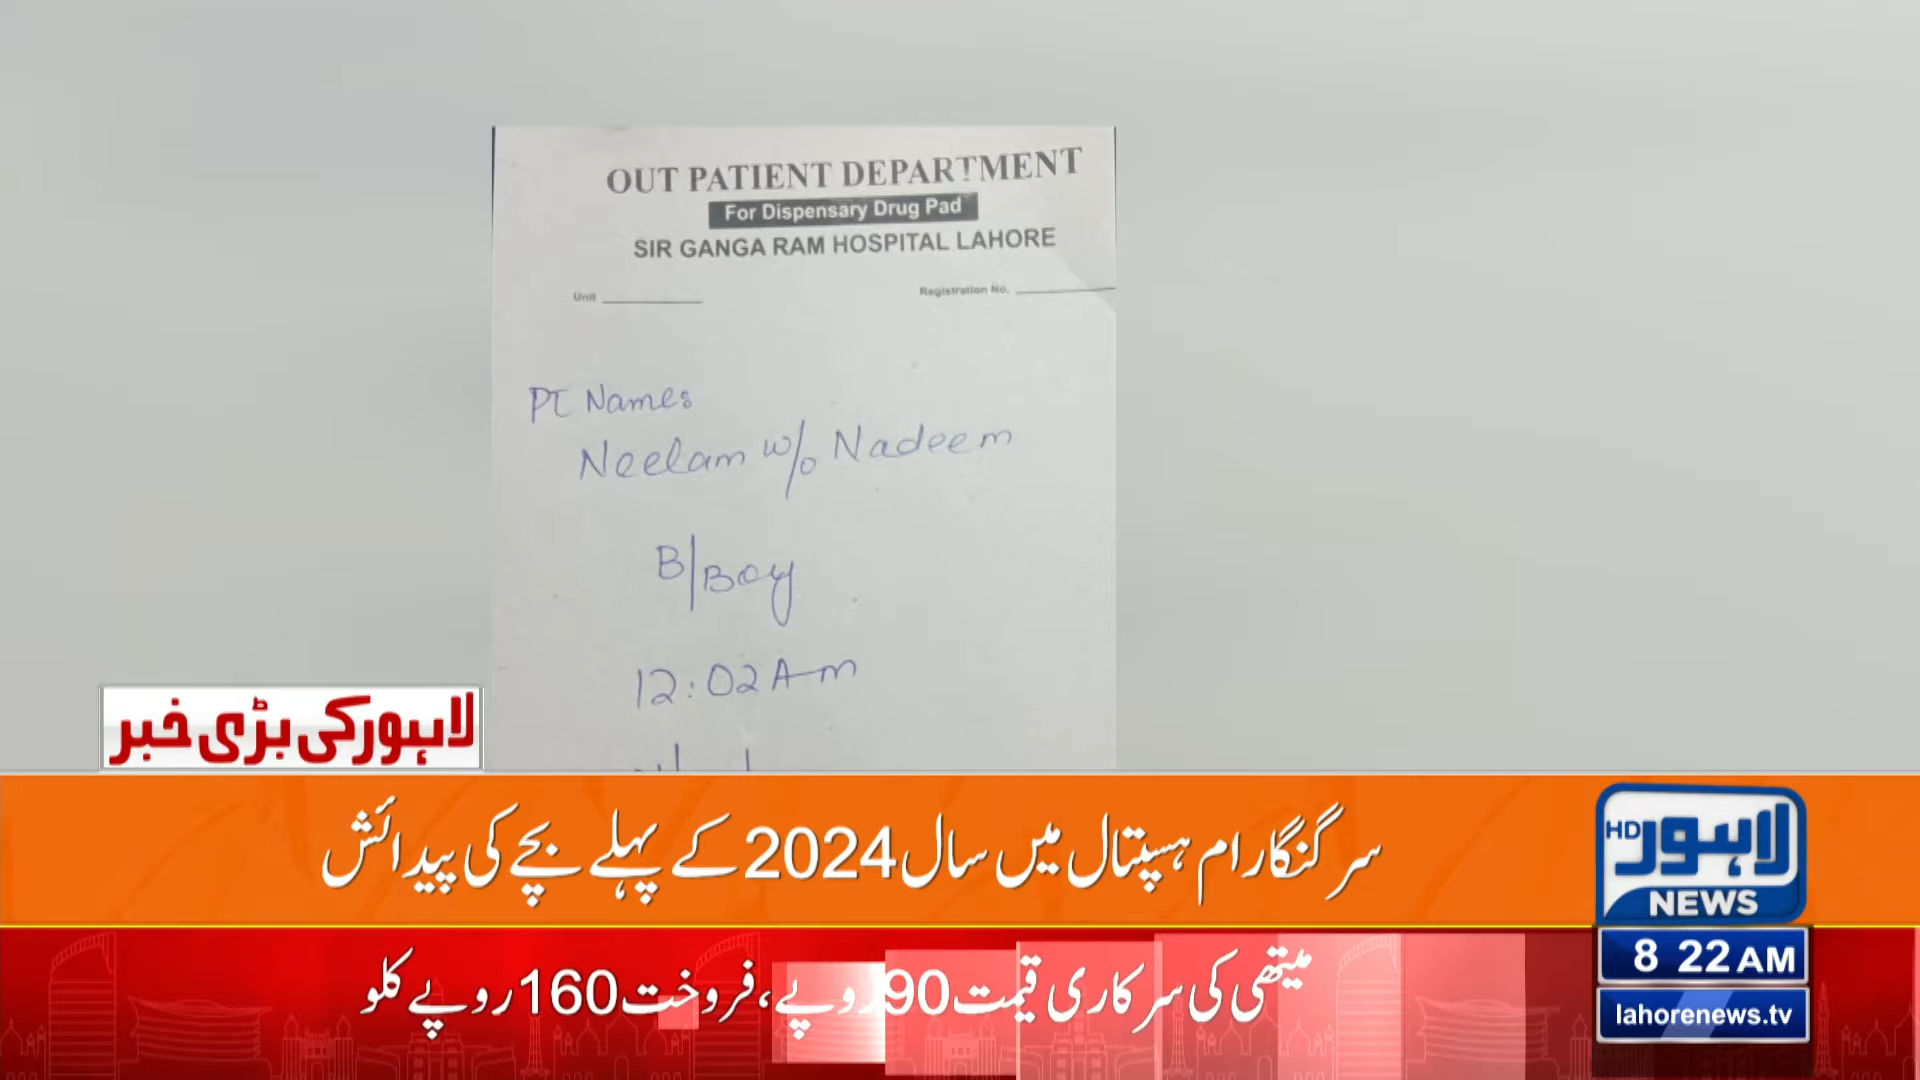 OUT PATIENT DEPARTMENT
For Dispensary Drug Pad
SIR GANGA RAM HOSPITAL LAHORE
Unit
Registration No.
PT Names
Neelam w/o Nadeem
B/Boy
12:02 Am
لاہور کی بڑی خبر
سر گنگارام ہسپتال میں سال 2024 کے پہلے بچے کی پیدائش
لاہور HD
NEWS
میتھی کی سرکاری قیمت 90 روپے، فروخت 160 روپے کلو
8 22 AM
lahorenews.tv